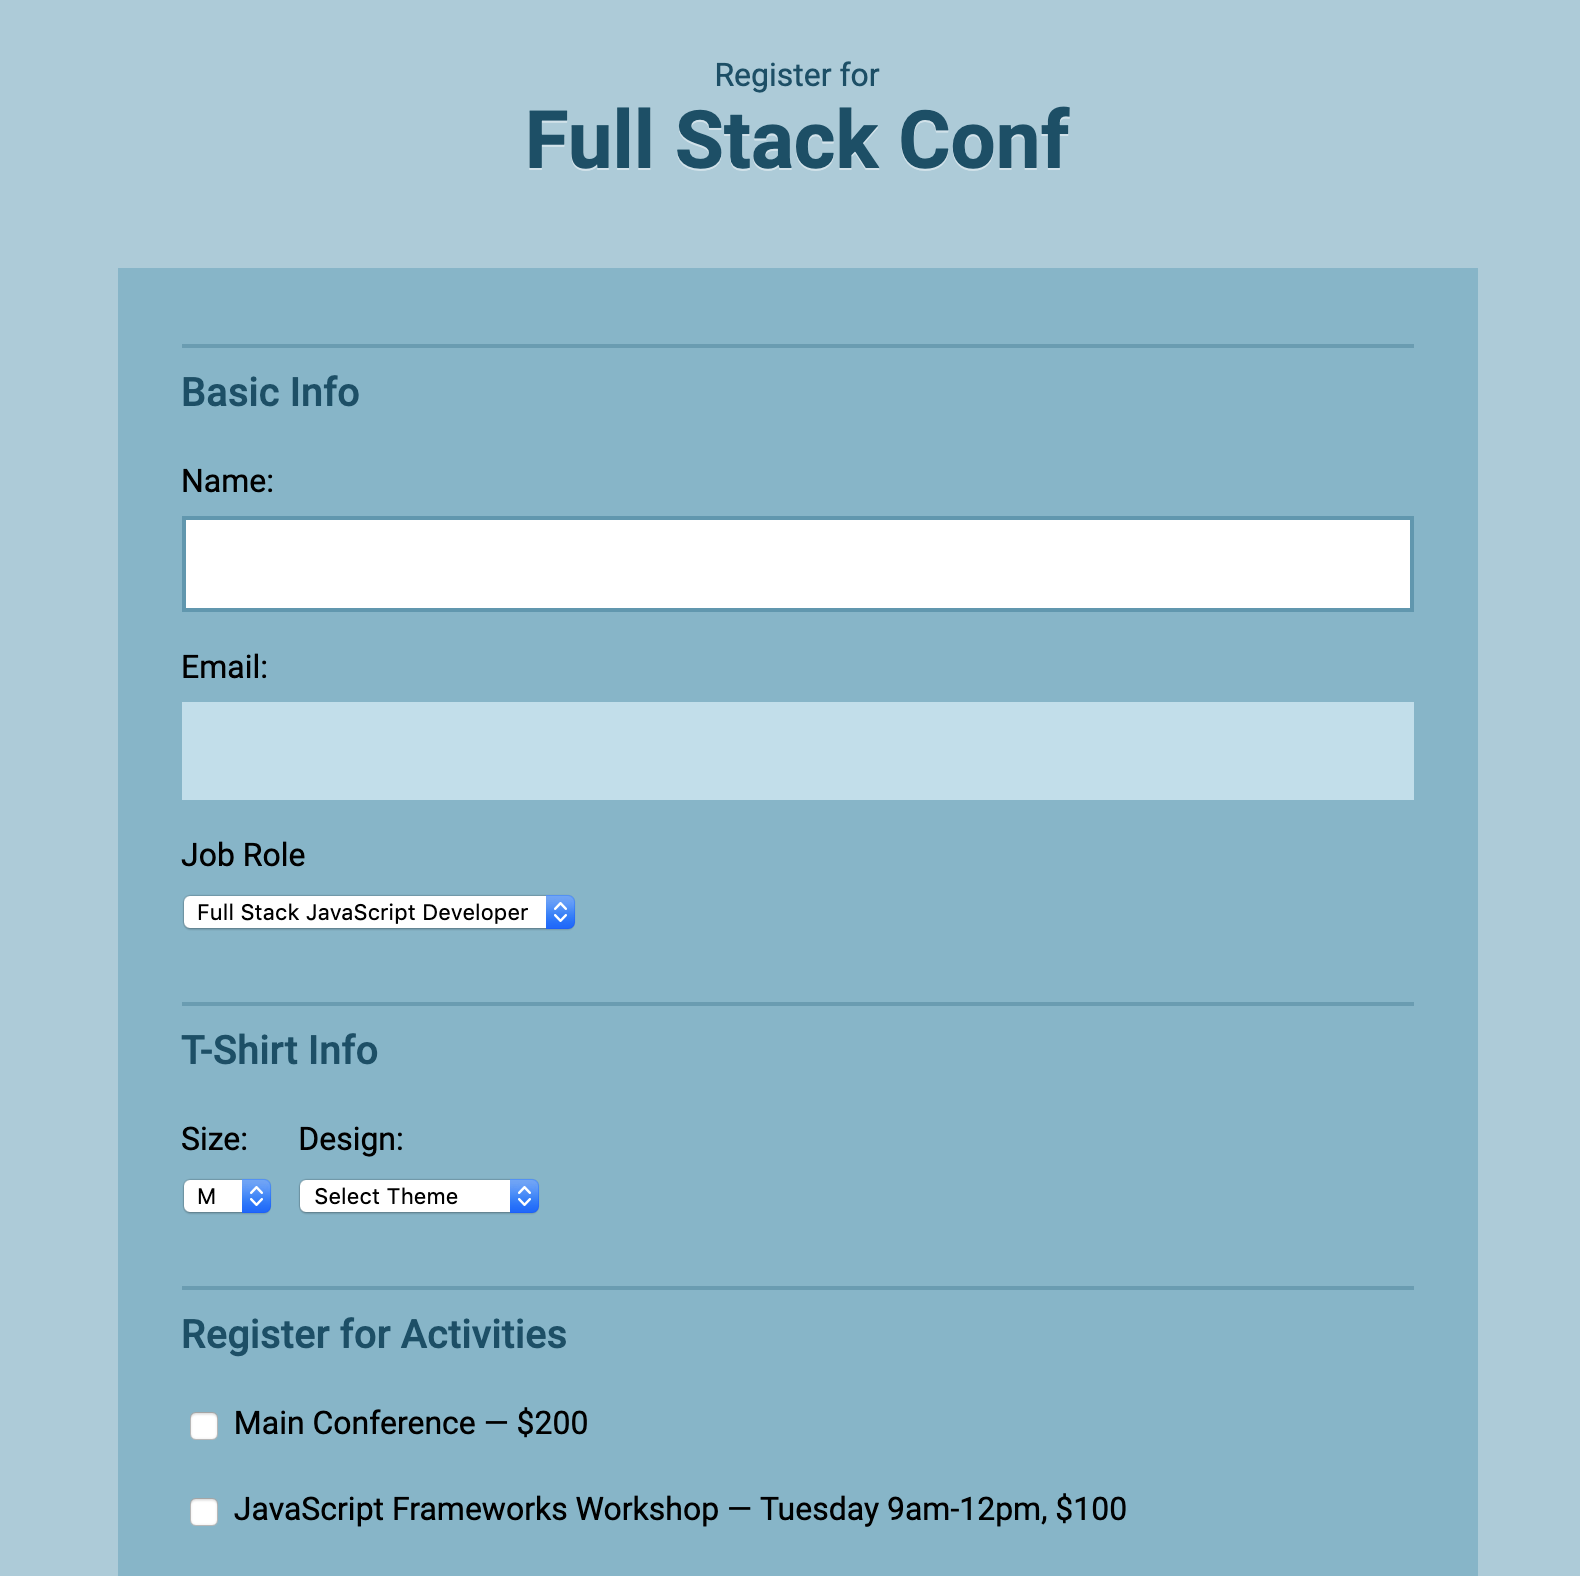 Register for
Full Stack Conf
Basic Info
Name:
Email:
Job Role
Full Stack JavaScript Developer
T-Shirt Info
Size: Design:
M Select Theme
Register for Activities
Main Conference — $200
JavaScript Frameworks Workshop — Tuesday 9am-12pm, $100